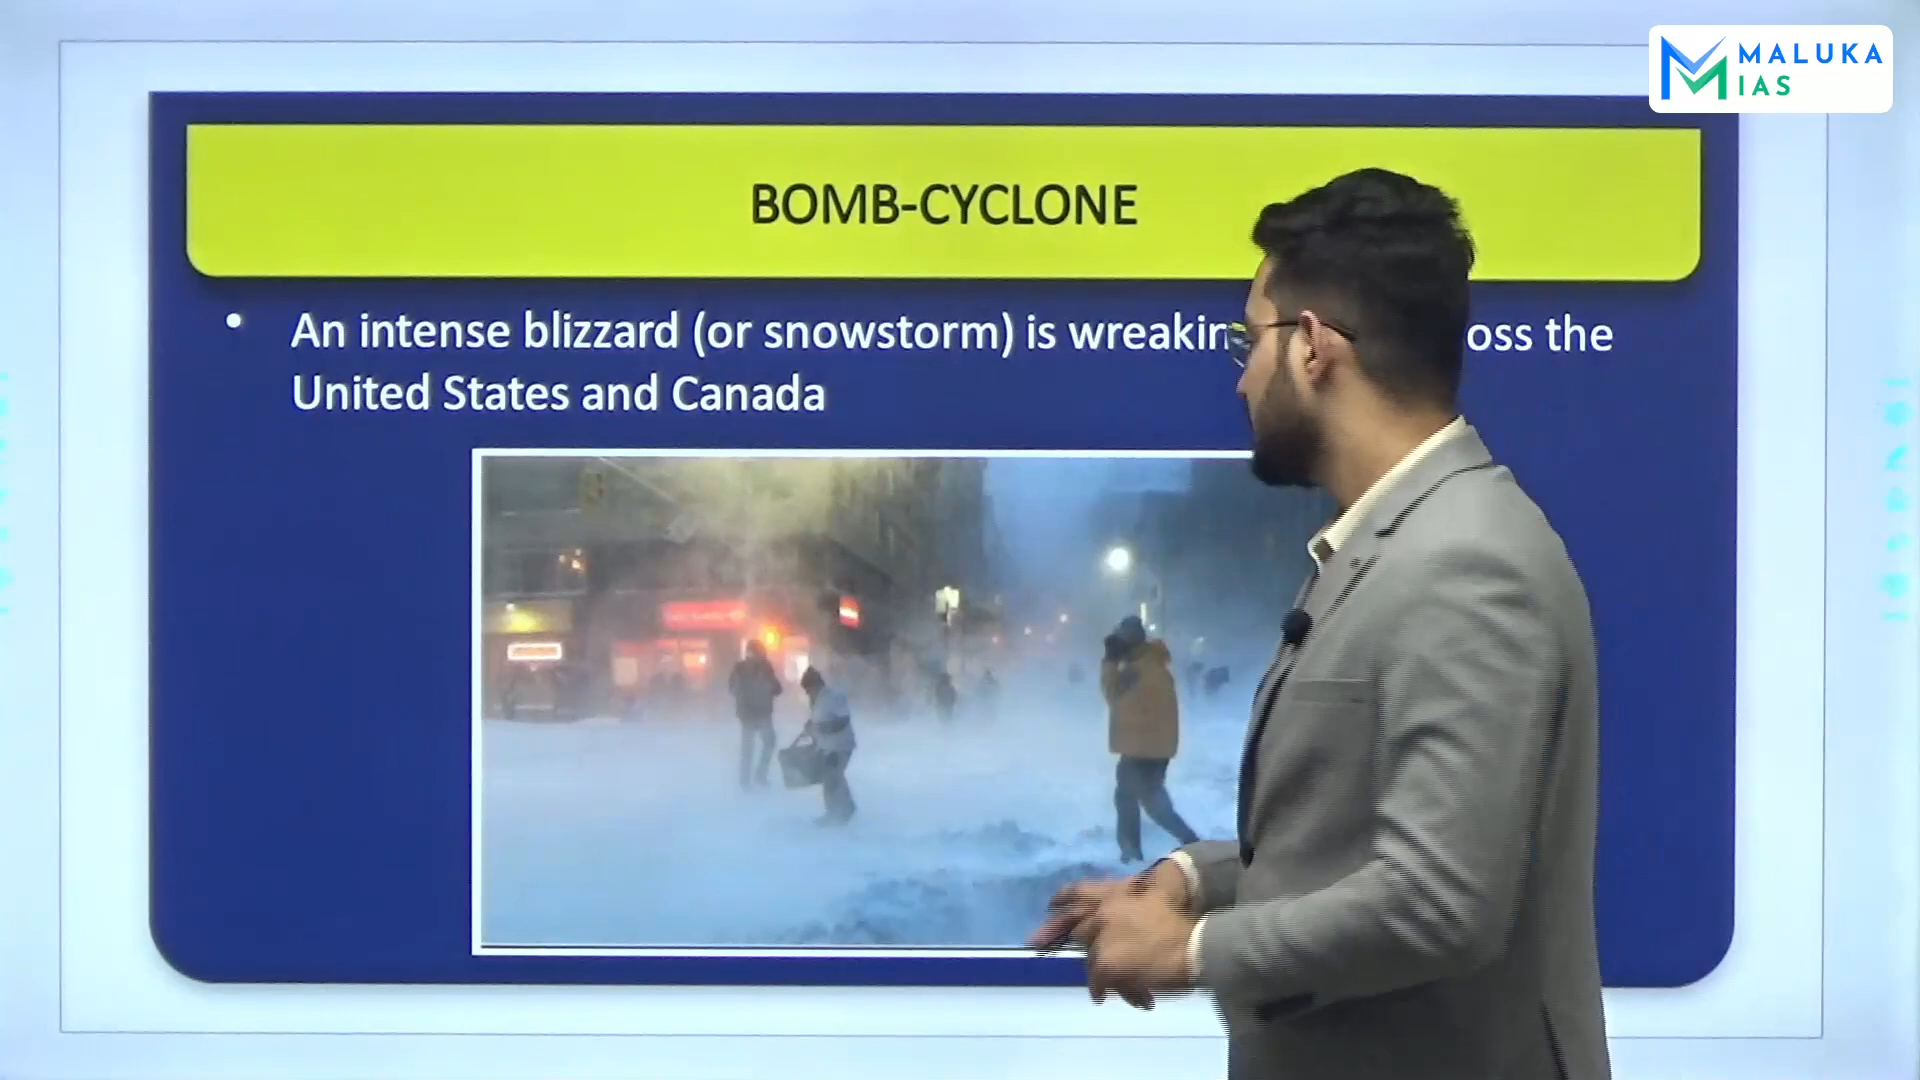 MALUKA
IAS
BOMB-CYCLONE
• An intense blizzard (or snowstorm) is wreakin oss the
United States and Canada